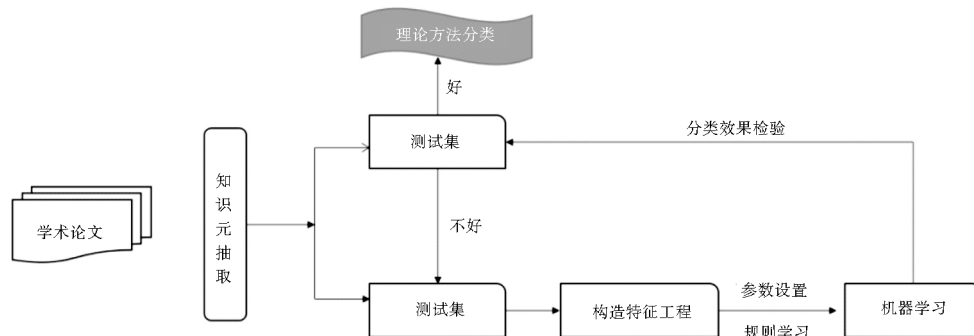 理论方法分类
好
测试集
分类效果检验
知识元抽取
学术论文
不好
测试集
构造特征工程
参数设置
规则学习
机器学习